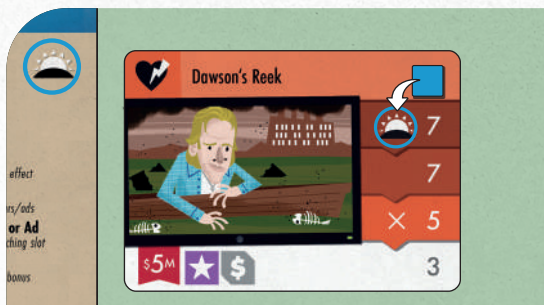 Dawson's Reek
7
7
effect
rs/ads
5
or Ad
ching slot
$5M $
3
bonus